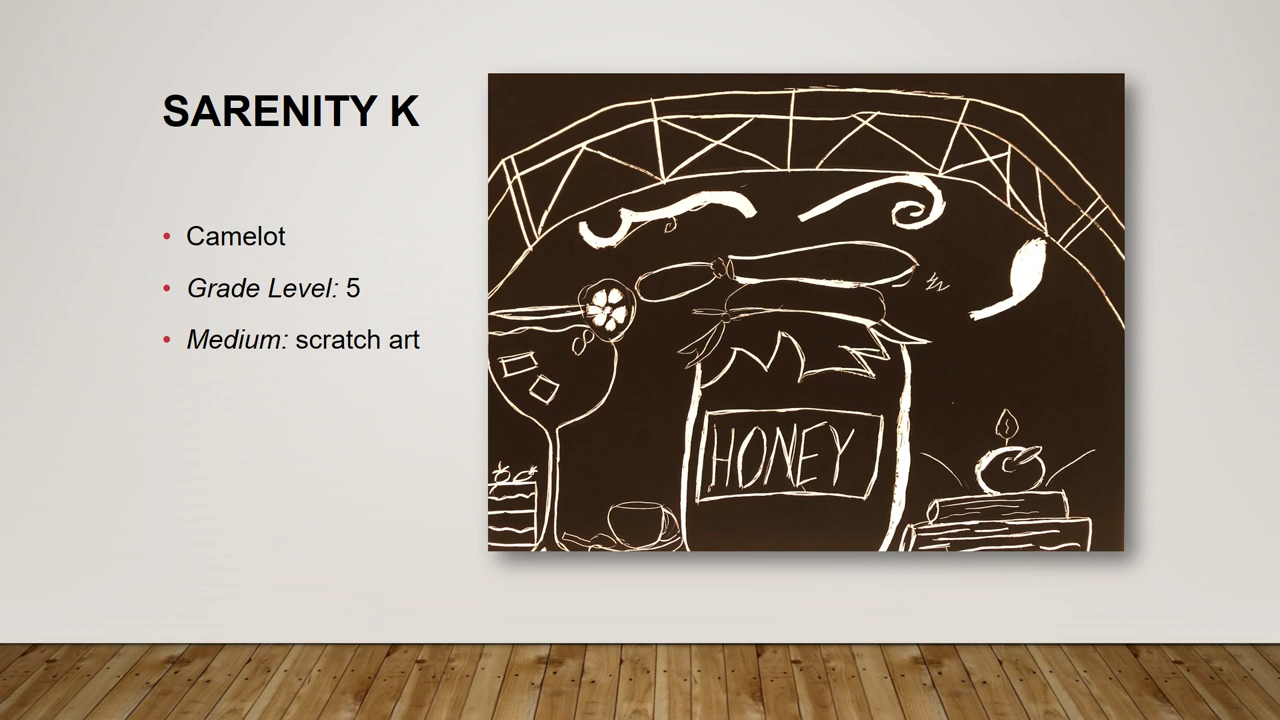 SARENITY K
Camelot
Grade Level: 5
Medium: scratch art
HONEY